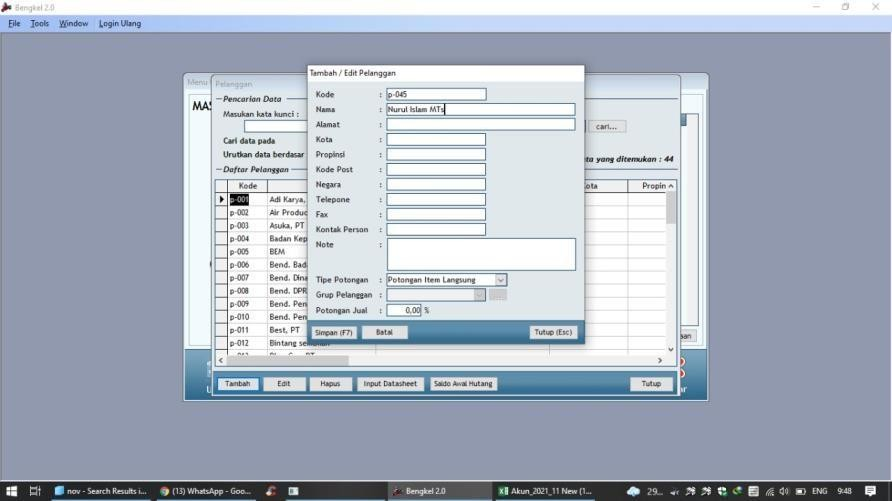 Bengkel 2.0
File Tools Window Login Ulang
Menu
Pelanggan
Pencarian Data
Masukan kata kunci :
cari...
Cari data pada
Urutkan data berdasar
yang ditemukan : 44
Daftar Pelanggan
Kode Propin
p-001 Adi Karya,
p-002 Air Produc
p-003 Asuka, PT
p-004 Badan Kep
p-005 BEM
p-006 Bend. Bad
p-007 Bend. Dina
p-008 Bend. DPR
p-009 Bend. Pen
p-010 Bend. Pen
p-011 Best, PT
p-012 Bintang
Tambah / Edit Pelanggan
Kode : p-045
Nama : Nurul Islam MTs
Alamat :
Kota :
Propinsi :
Kode Post :
Negara :
Telepone :
Fax :
Kontak Person :
Note :
Tipe Potongan : Potongan Item Langsung
Grup Pelanggan : ...
Potongan Jual : 0,00 %
Simpan (F7) Batal Tutup (Esc)
Tambah Edit Hapus Input Datasheet Saldo Awal Hutang Tutup
nov - Search Results i... (13) WhatsApp - Goo... Bengkel 2.0 Akun_2021_11 New (1... 29... ENG 9:48